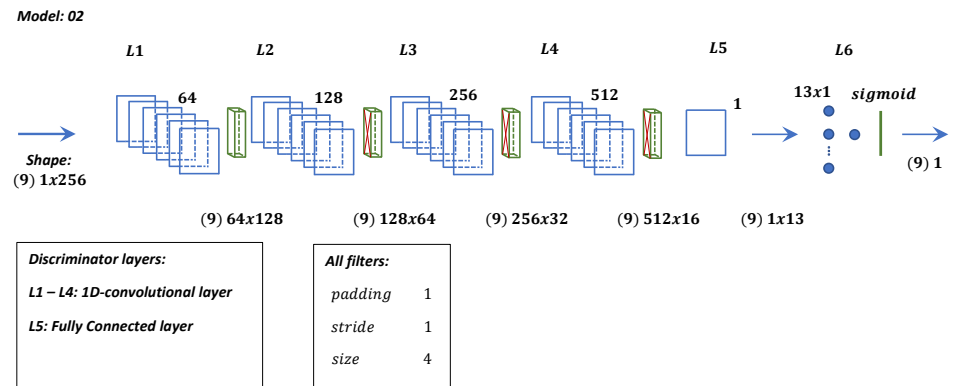 Model: 02
L1 L2 L3 L4 L5 L6
64 128 256 512 1 13x1 sigmoid
Shape:
(9) 1x256
(9) 1
(9) 64x128 (9) 128x64 (9) 256x32 (9) 512x16 (9) 1x13
Discriminator layers:
L1 – L4: 1D-convolutional layer
L5: Fully Connected layer
All filters:
padding 1
stride 1
size 4